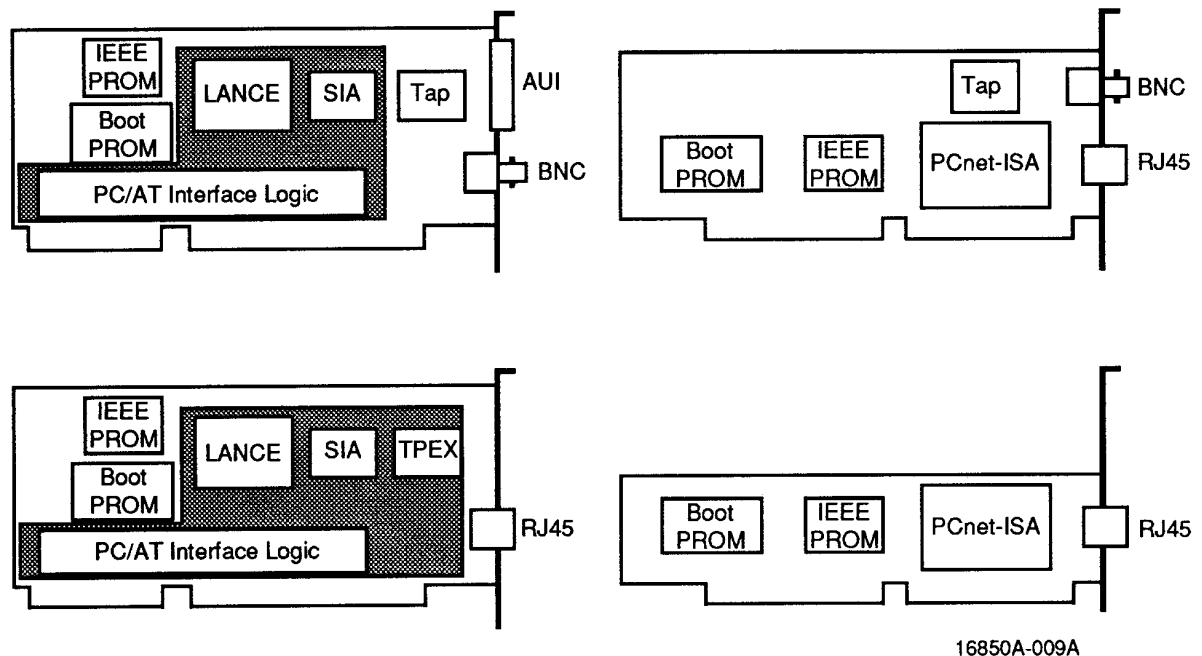 IEEE
PROM
LANCE
SIA
Tap
AUI
Boot
PROM
BNC
PC/AT Interface Logic
Tap
BNC
Boot
PROM
IEEE
PROM
PCnet-ISA
RJ45
IEEE
PROM
LANCE
SIA
TPEX
Boot
PROM
RJ45
PC/AT Interface Logic
Boot
PROM
IEEE
PROM
PCnet-ISA
RJ45
16850A-009A